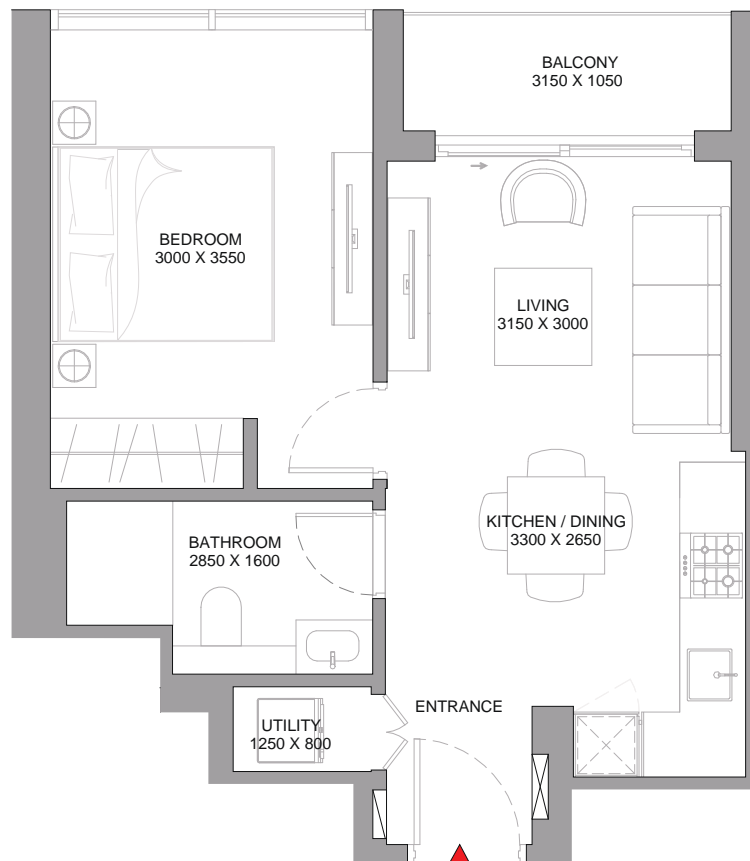 BALCONY
3150 X 1050
BEDROOM
3000 X 3550
LIVING
3150 X 3000
KITCHEN / DINING
3300 X 2650
BATHROOM
2850 X 1600
ENTRANCE
UTILITY
1250 X 800